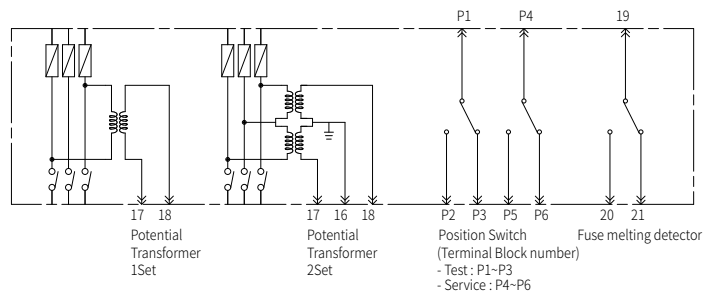 P1 P4 19
17 18 17 16 18 P2 P3 P5 P6 20 21
Potential
Transformer
1Set
Potential
Transformer
2Set
Position Switch
(Terminal Block number)
- Test : P1~P3
- Service : P4~P6
Fuse melting detector